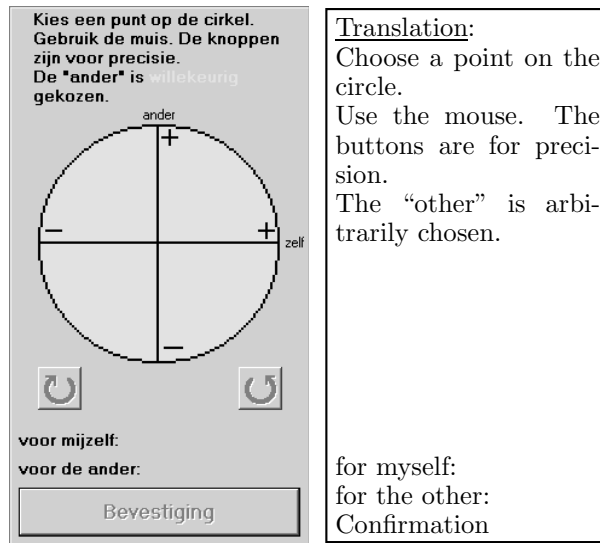 Kies een punt op de cirkel.
Gebruik de muis. De knoppen
zijn voor precisie.
De "ander" is willekeurig
gekozen.
ander
+
−
+
zelf
−
voor mijzelf:
voor de ander:
Bevestiging
Translation:
Choose a point on the
circle.
Use the mouse. The
buttons are for preci-
sion.
The “other” is arbi-
trarily chosen.
for myself:
for the other:
Confirmation